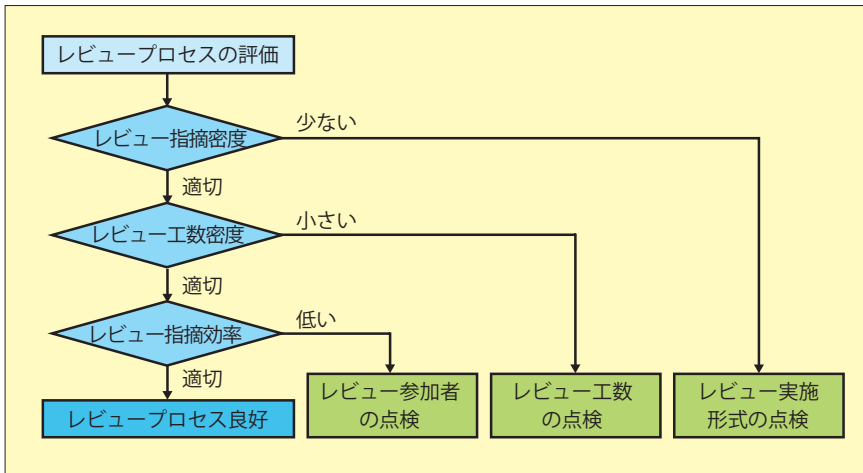 レビュープロセスの評価
レビュー指摘密度
少ない
適切
レビュー工数密度
小さい
適切
レビュー指摘効率
低い
適切
レビュープロセス良好
レビュー参加者
の点検
レビュー工数
の点検
レビュー実施
形式の点検